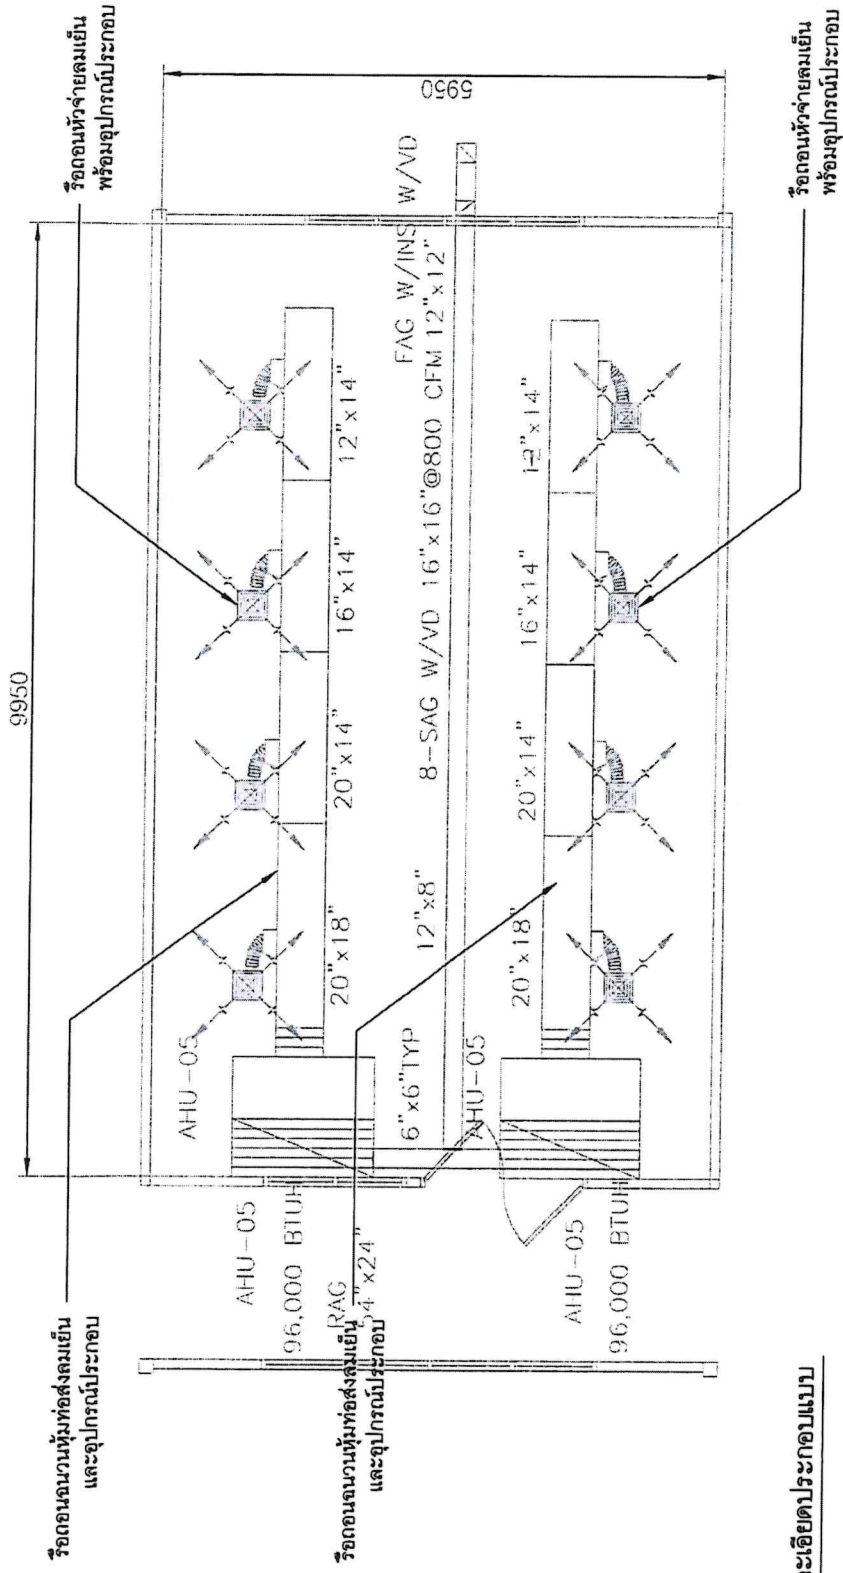 รื้อถอนฉนวนหุ้มท่อส่งลมเย็น
และอุปกรณ์ประกอบ
9950
รื้อถอนหัวจ่ายลมเย็น
พร้อมอุปกรณ์ประกอบ
5950
AHU-05
AHU-05
96,000 BTUH
20"x18"
20"x14"
16"x14"
12"x14"
RAG
54"x24"
6"x6"TYP
12"x8"
8-SAG W/VD 16"x16"@800 CFM
FAG W/INS W/VD
12"x12"
รื้อถอนฉนวนหุ้มท่อส่งลมเย็น
และอุปกรณ์ประกอบ
AHU-05
20"x18"
20"x14"
16"x14"
12"x14"
AHU-05
96,000 BTUH
รื้อถอนหัวจ่ายลมเย็น
พร้อมอุปกรณ์ประกอบ
ะเอียดประกอบแบบ